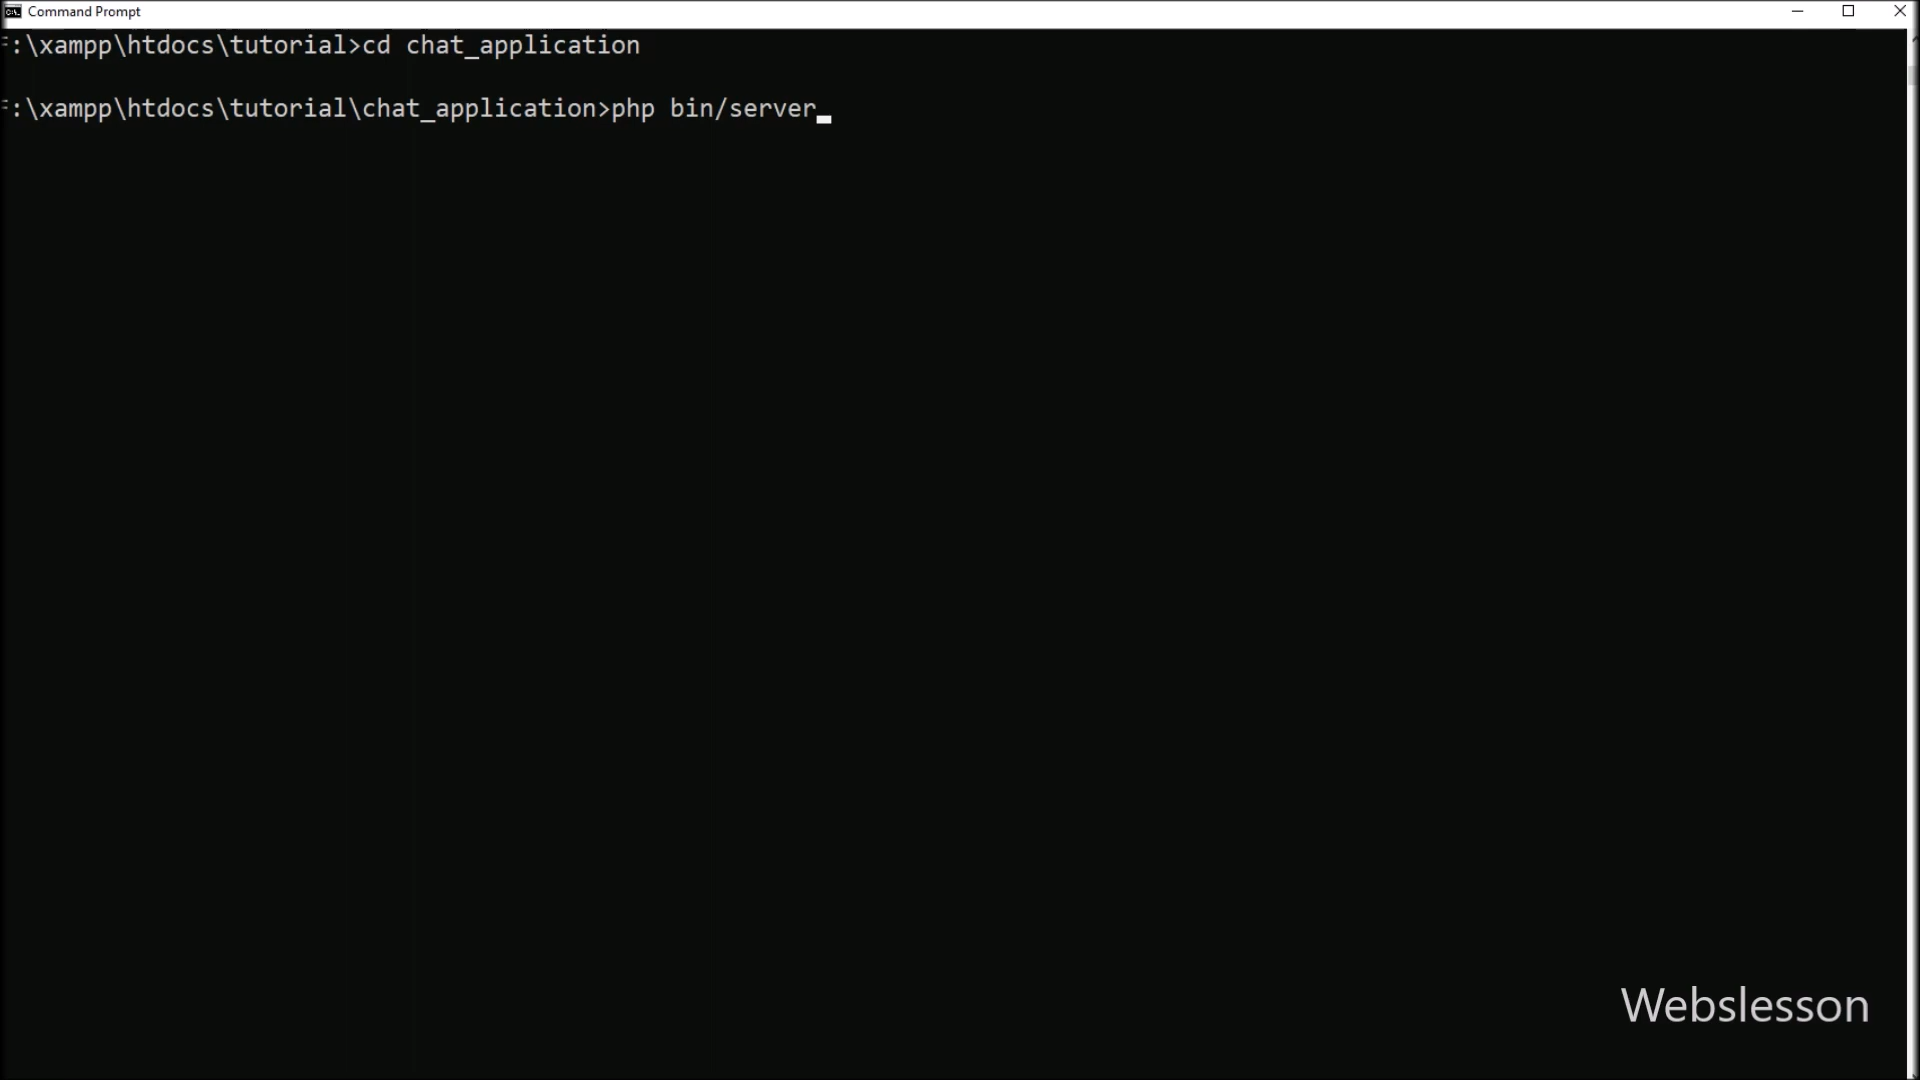 Command Prompt
F:\xampp\htdocs\tutorial>cd chat_application
F:\xampp\htdocs\tutorial\chat_application>php bin/server
Webslesson